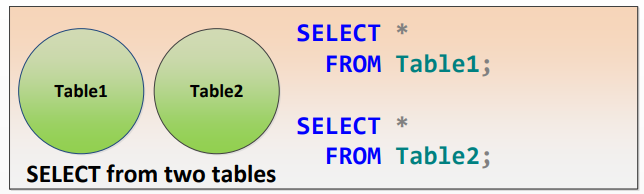 Table1
Table2
SELECT from two tables
SELECT *
FROM Table1;
SELECT *
FROM Table2;